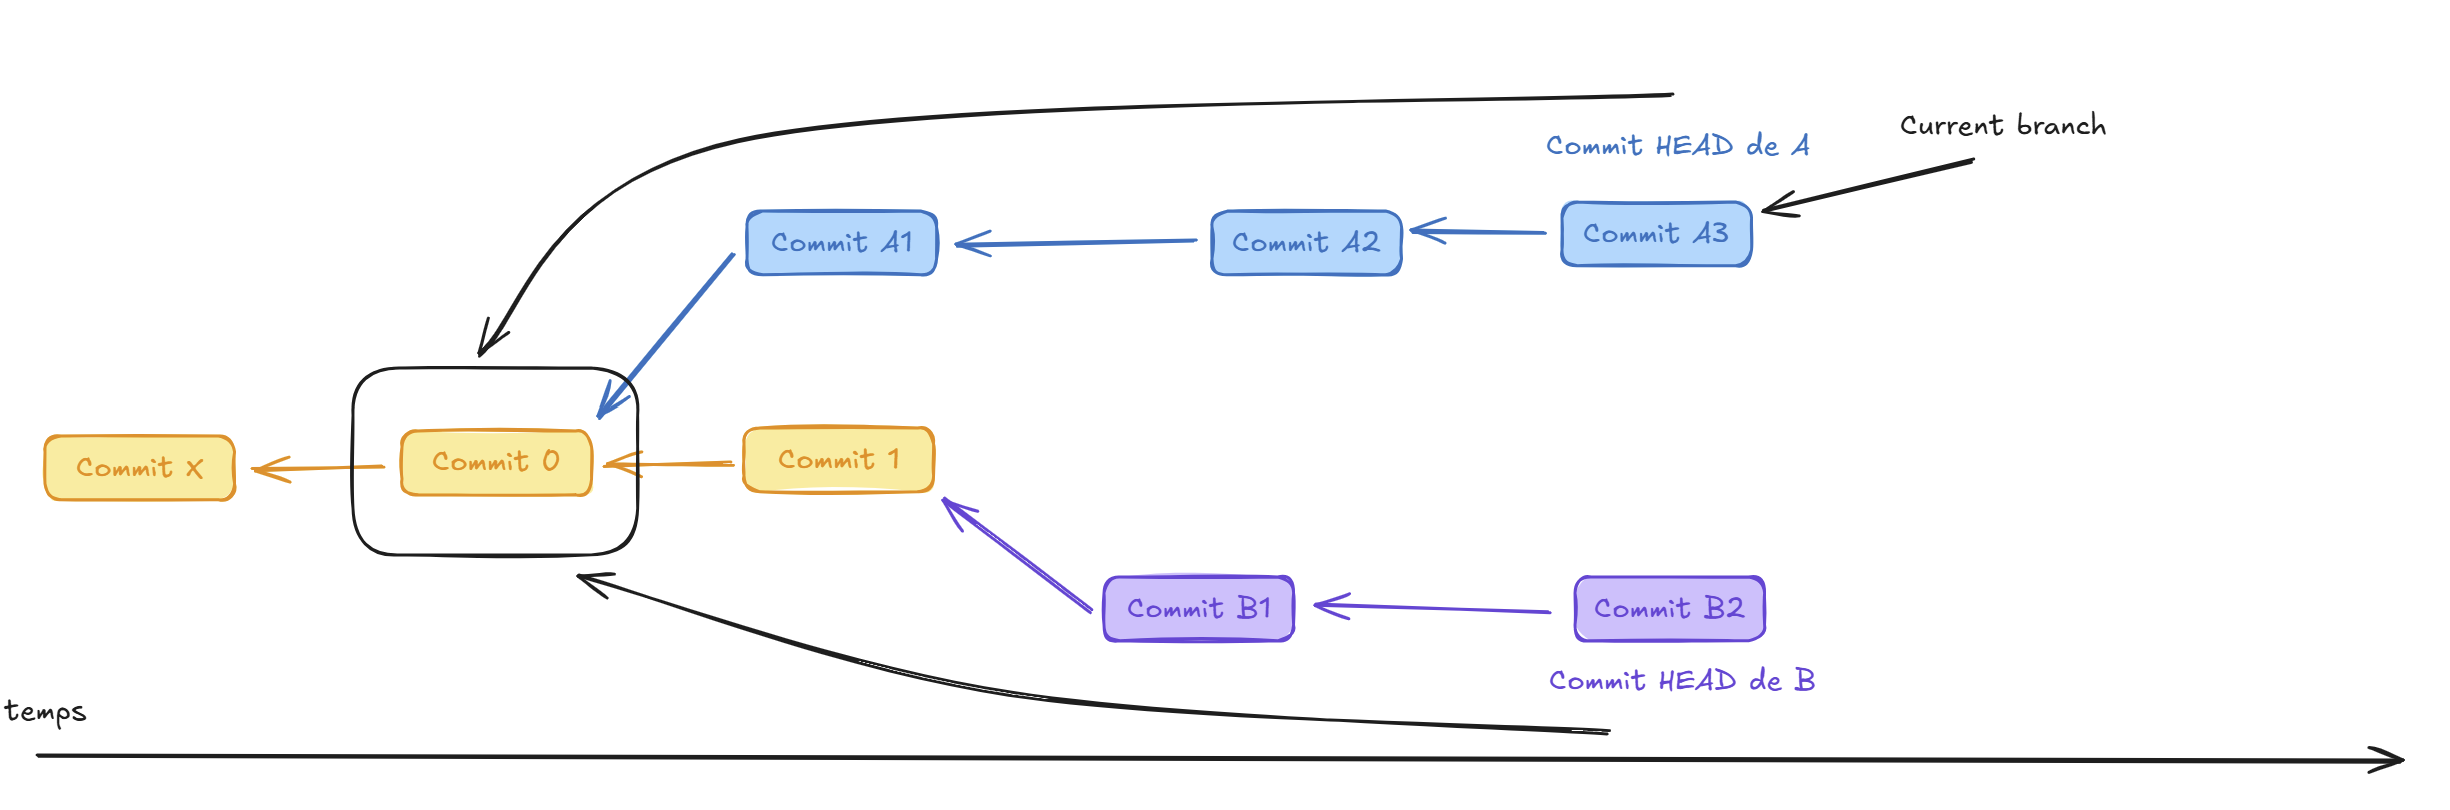 Current branch
Commit HEAD de A
Commit A1
Commit A2
Commit A3
Commit X
Commit 0
Commit 1
Commit B1
Commit B2
Commit HEAD de B
temps